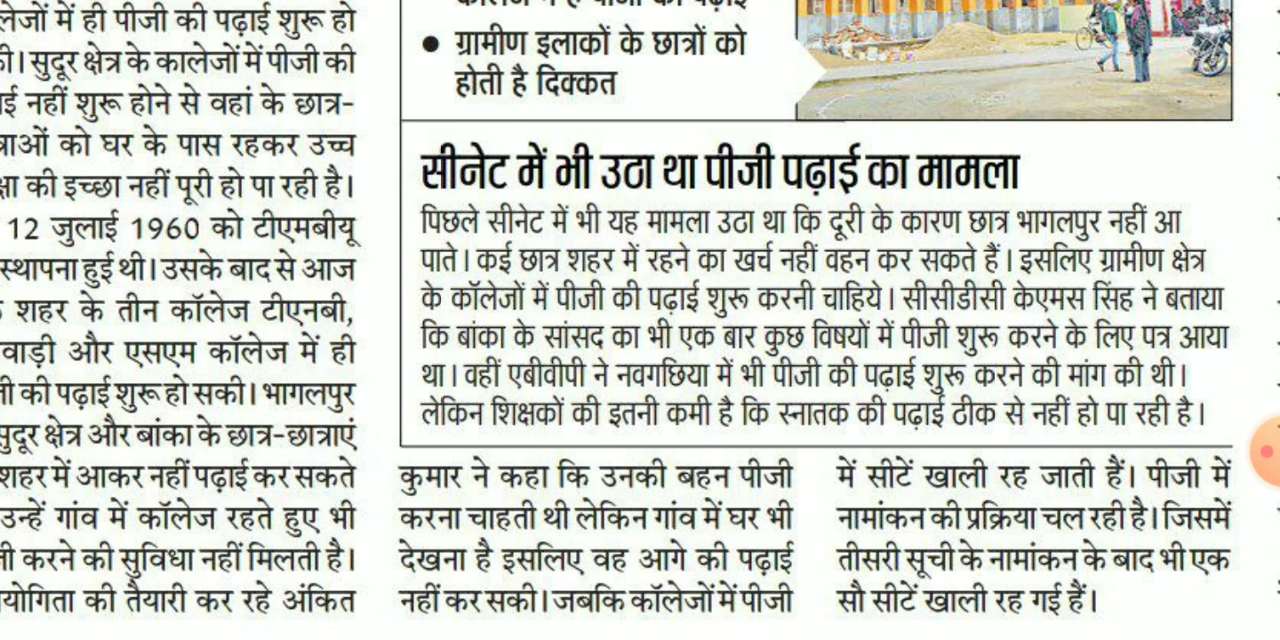 में ही पीजी की पढ़ाई शुरू हो
सुदूर क्षेत्र के कालेजों में पीजी की
नहीं शुरू होने से वहां के छात्र-
को घर के पास रहकर उच्च
की इच्छा नहीं पूरी हो पा रही है।
12 जुलाई 1960 को टीएमबीयू
स्थापना हुई थी। उसके बाद से आज
शहर के तीन कॉलेज टीएनबी,
और एसएम कॉलेज में ही
की पढ़ाई शुरू हो सकी। भागलपुर
सुदूर क्षेत्र और बांका के छात्र-छात्राएं
शहर में आकर नहीं पढ़ाई कर सकते
उन्हें गांव में कॉलेज रहते हुए भी
करने की सुविधा नहीं मिलती है।
की तैयारी कर रहे अंकित
● ग्रामीण इलाकों के छात्रों को
होती है दिक्कत
सीनेट में भी उठा था पीजी पढ़ाई का मामला
पिछले सीनेट में भी यह मामला उठा था कि दूरी के कारण छात्र भागलपुर नहीं आ
पाते। कई छात्र शहर में रहने का खर्च नहीं वहन कर सकते हैं। इसलिए ग्रामीण क्षेत्र
के कॉलेजों में पीजी की पढ़ाई शुरू करनी चाहिये। सीसीडीसी केएमस सिंह ने बताया
कि बांका के सांसद का भी एक बार कुछ विषयों में पीजी शुरू करने के लिए पत्र आया
था। वहीं एबीवीपी ने नवगछिया में भी पीजी की पढ़ाई शुरू करने की मांग की थी।
लेकिन शिक्षकों की इतनी कमी है कि स्नातक की पढ़ाई ठीक से नहीं हो पा रही है।
कुमार ने कहा कि उनकी बहन पीजी
करना चाहती थी लेकिन गांव में घर भी
देखना है इसलिए वह आगे की पढ़ाई
नहीं कर सकी। जबकि कॉलेजों में पीजी
में सीटें खाली रह जाती हैं। पीजी में
नामांकन की प्रक्रिया चल रही है। जिसमें
तीसरी सूची के नामांकन के बाद भी एक
सौ सीटें खाली रह गई हैं।